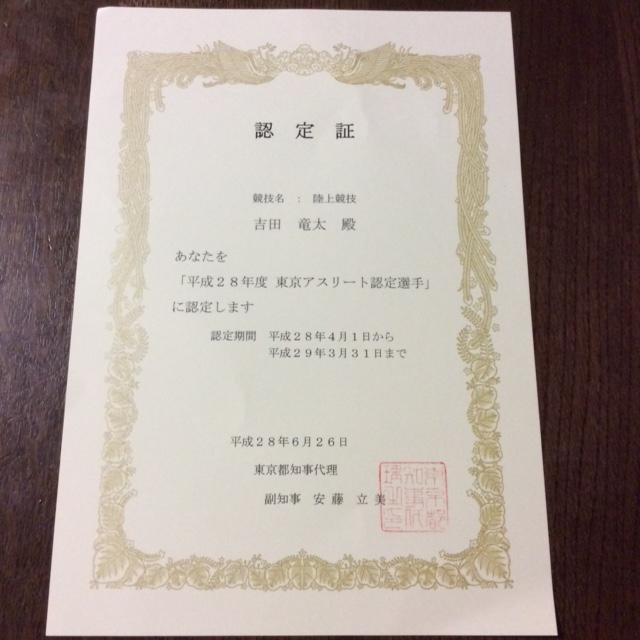 認定証
競技名 : 陸上競技
吉田 竜太 殿
あなたを
「平成28年度 東京アスリート認定選手」
に認定します
認定期間 平成28年4月1日から
平成29年3月31日まで
平成28年6月26日
東京都知事代理
副知事 安藤 立美